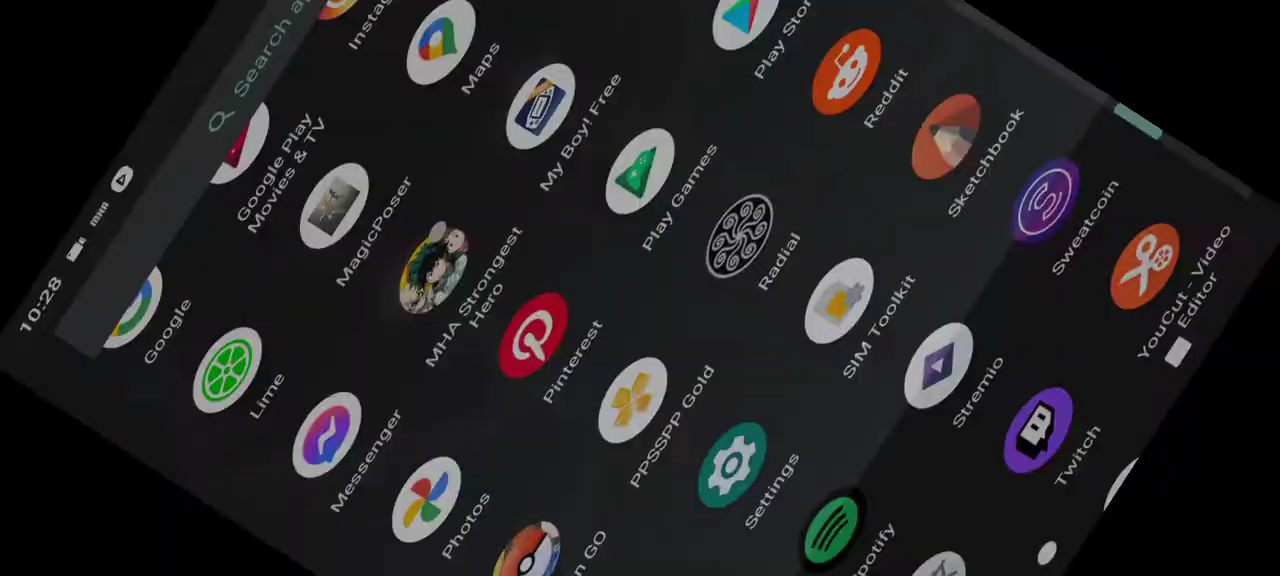 10:28
MHA
Search a
Google
Google Play
Movies & TV
Instag
Lime
MagicPoser
Maps
Messenger
MHA Strongest
Hero
My Boy! Free
Photos
Pinterest
Play Games
Play Stor
n GO
PPSSPP Gold
Radial
Reddit
Settings
SIM Toolkit
Sketchbook
potify
Stremio
Sweatcoin
Twitch
YouCut - Video
Editor